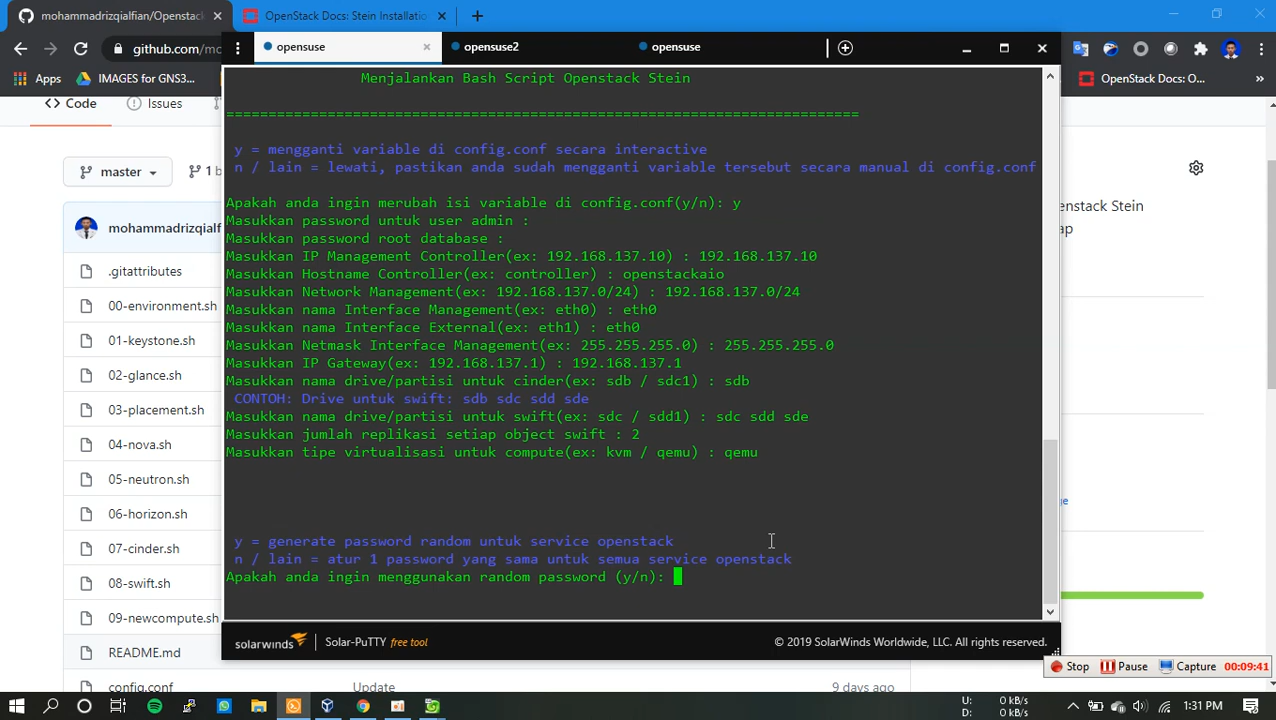 mohammadrizqialfian/Openstack
OpenStack Docs: Stein Installatio
github.com/mo
Apps
IMAGES for GNS3...
OpenStack Docs: O...
»
opensuse
opensuse2
opensuse
Code
Issues
master
1 b
mohammadrizqialf
.gitattributes
00-environment.sh
01-keystone.sh
02-glance.sh
03-placement.sh
04-nova.sh
05-neutron.sh
06-horizon.sh
07-cinder.sh
08-swift.sh
09-newcompute.sh
README.md
config.conf
Update
9 days ago
enstack Stein
ap
ge
Menjalankan Bash Script Openstack Stein
===========================================================================
y = mengganti variable di config.conf secara interactive
n / lain = lewati, pastikan anda sudah mengganti variable tersebut secara manual di config.conf
Apakah anda ingin merubah isi variable di config.conf(y/n): y
Masukkan password untuk user admin :
Masukkan password root database :
Masukkan IP Management Controller(ex: 192.168.137.10) : 192.168.137.10
Masukkan Hostname Controller(ex: controller) : openstackaio
Masukkan Network Management(ex: 192.168.137.0/24) : 192.168.137.0/24
Masukkan nama Interface Management(ex: eth0) : eth0
Masukkan nama Interface External(ex: eth1) : eth0
Masukkan Netmask Interface Management(ex: 255.255.255.0) : 255.255.255.0
Masukkan IP Gateway(ex: 192.168.137.1) : 192.168.137.1
Masukkan nama drive/partisi untuk cinder(ex: sdb / sdc1) : sdb
CONTOH: Drive untuk swift: sdb sdc sdd sde
Masukkan nama drive/partisi untuk swift(ex: sdc / sdd1) : sdc sdd sde
Masukkan jumlah replikasi setiap object swift : 2
Masukkan tipe virtualisasi untuk compute(ex: kvm / qemu) : qemu
y = generate password random untuk service openstack
n / lain = atur 1 password yang sama untuk semua service openstack
Apakah anda ingin menggunakan random password (y/n):
solarwinds
Solar-PuTTY free tool
© 2019 SolarWinds Worldwide, LLC. All rights reserved.
Stop
Pause
Capture
00:09:41
U: 0 kB/s
D: 0 kB/s
1:31 PM